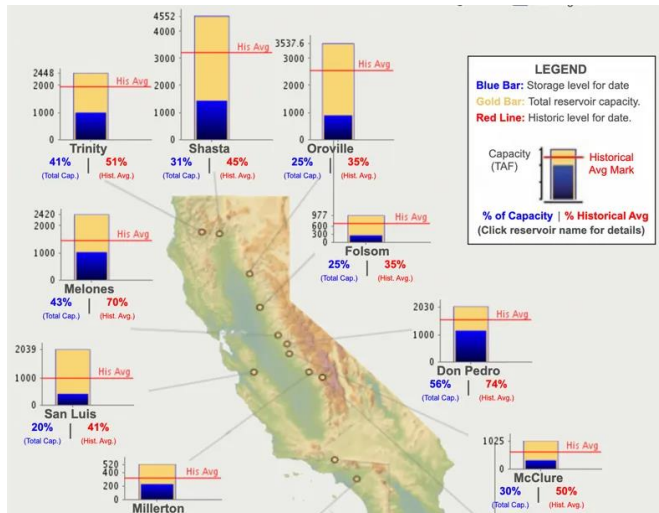 4552
4000
3000
His Avg
2000
1000
0
Shasta
31% | 45%
(Total Cap.) (Hist. Avg.)
2448
His Avg
2000
1000
0
Trinity
41% | 51%
(Total Cap.) (Hist. Avg.)
3537.6
3000
His Avg
2000
1000
0
Oroville
25% | 35%
(Total Cap.) (Hist. Avg.)
LEGEND
Blue Bar: Storage level for date
Gold Bar: Total reservoir capacity.
Red Line: Historic level for date.
Capacity
(TAF)
Historical
Avg Mark
% of Capacity | % Historical Avg
(Click reservoir name for details)
2420
2000
His Avg
1000
0
Melones
43% | 70%
(Total Cap.) (Hist. Avg.)
977
His Avg
600
300
0
Folsom
25% | 35%
(Total Cap.) (Hist. Avg.)
2030
His Avg
1000
0
Don Pedro
56% | 74%
(Total Cap.) (Hist. Avg.)
2039
His Avg
1000
0
San Luis
20% | 41%
(Total Cap.) (Hist. Avg.)
1025
His Avg
0
McClure
30% | 50%
(Total Cap.) (Hist. Avg.)
520
400
His Avg
200
0
Millerton